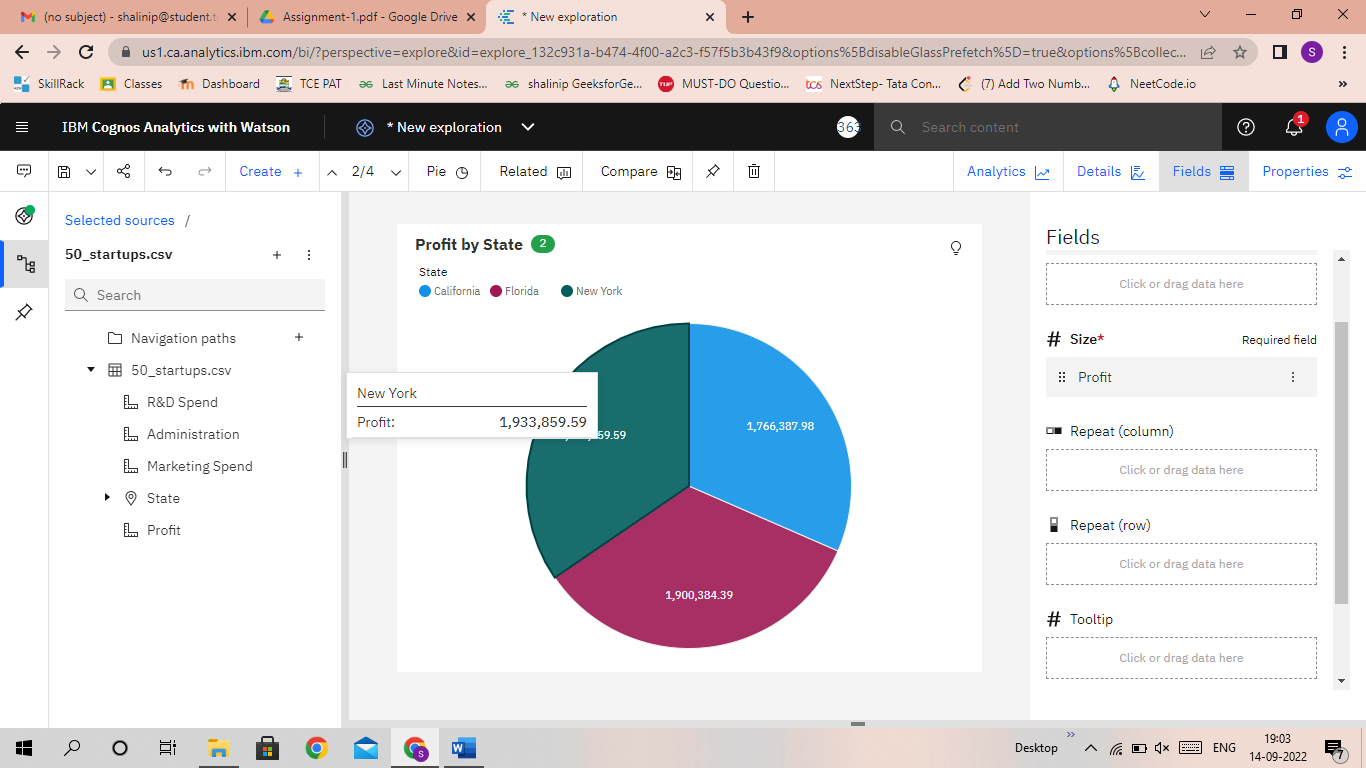 (no subject) - shalinip@student.t
Assignment-1.pdf - Google Drive
* New exploration
us1.ca.analytics.ibm.com/bi/?perspective=explore&id=explore_132c931a-b474-4f00-a2c3-f57f5b3b43f9&options%5BdisableGlassPrefetch%5D=true&options%5Bcollec...
S
SkillRack
Classes
Dashboard
TCE PAT
Last Minute Notes...
shalinip GeeksforGe...
MUST-DO Questio...
NextStep- Tata Con...
(7) Add Two Numb...
NeetCode.io
»
IBM Cognos Analytics with Watson
* New exploration
363
Search content
1
Create +
2/4
Pie
Related
Compare
Analytics
Details
Fields
Properties
Selected sources /
50_startups.csv
Search
Navigation paths
50_startups.csv
R&D Spend
Administration
Marketing Spend
State
Profit
Profit by State 2
State
California Florida New York
New York
Profit: 1,933,859.59
59.59
1,766,387.98
1,900,384.39
Fields
Click or drag data here
# Size* Required field
Profit
Repeat (column)
Click or drag data here
Repeat (row)
Click or drag data here
# Tooltip
Click or drag data here
Desktop
»
ENG
19:03
14-09-2022
7